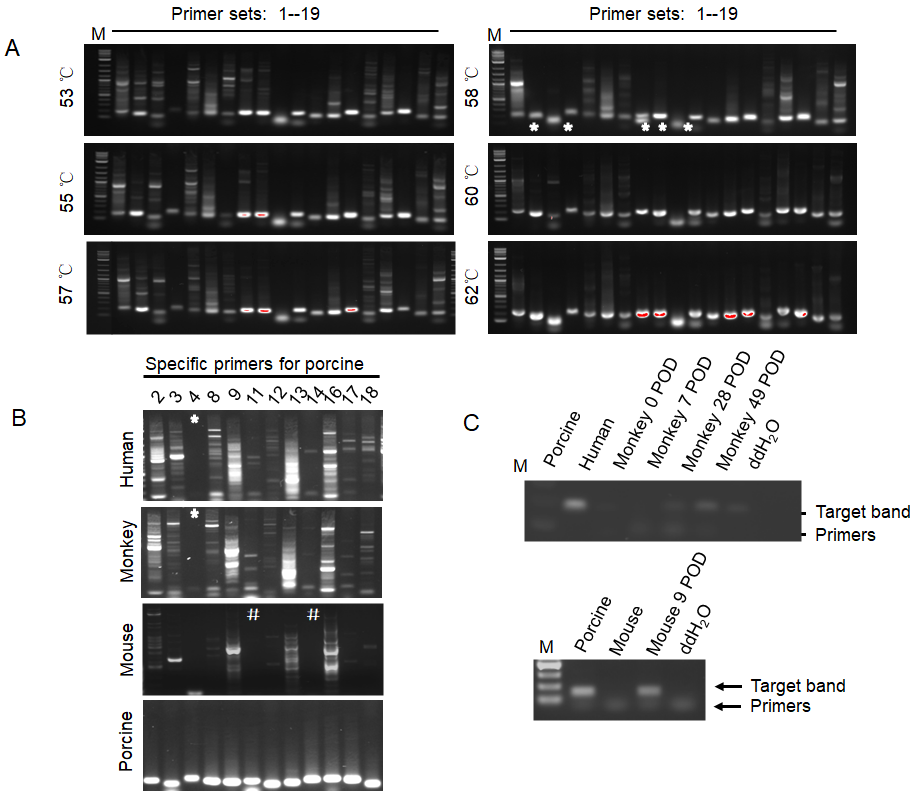 Primer sets: 1--19
M
A
53 ℃
55 ℃
57 ℃
Primer sets: 1--19
M
58 ℃
* * * * *
60 ℃
62 ℃
B
Specific primers for porcine
2 3 4 8 9 11 12 13 14 16 17 18
Human
*
Monkey
*
Mouse
# #
Porcine
C
M
Porcine
Human
Monkey 0 POD
Monkey 7 POD
Monkey 28 POD
Monkey 49 POD
ddH₂O
Target band
Primers
M
Porcine
Mouse
Mouse 9 POD
ddH₂O
Target band
Primers